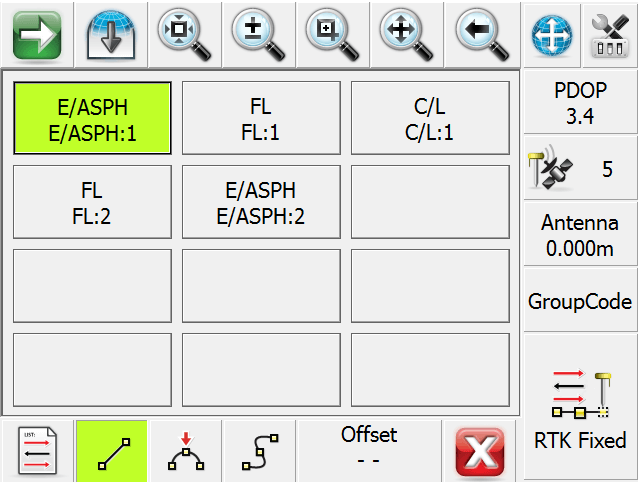 E/ASPH
E/ASPH:1
FL
FL:1
C/L
C/L:1
FL
FL:2
E/ASPH
E/ASPH:2
PDOP
3.4
5
Antenna
0.000m
GroupCode
RTK Fixed
LIST:
Offset
- -